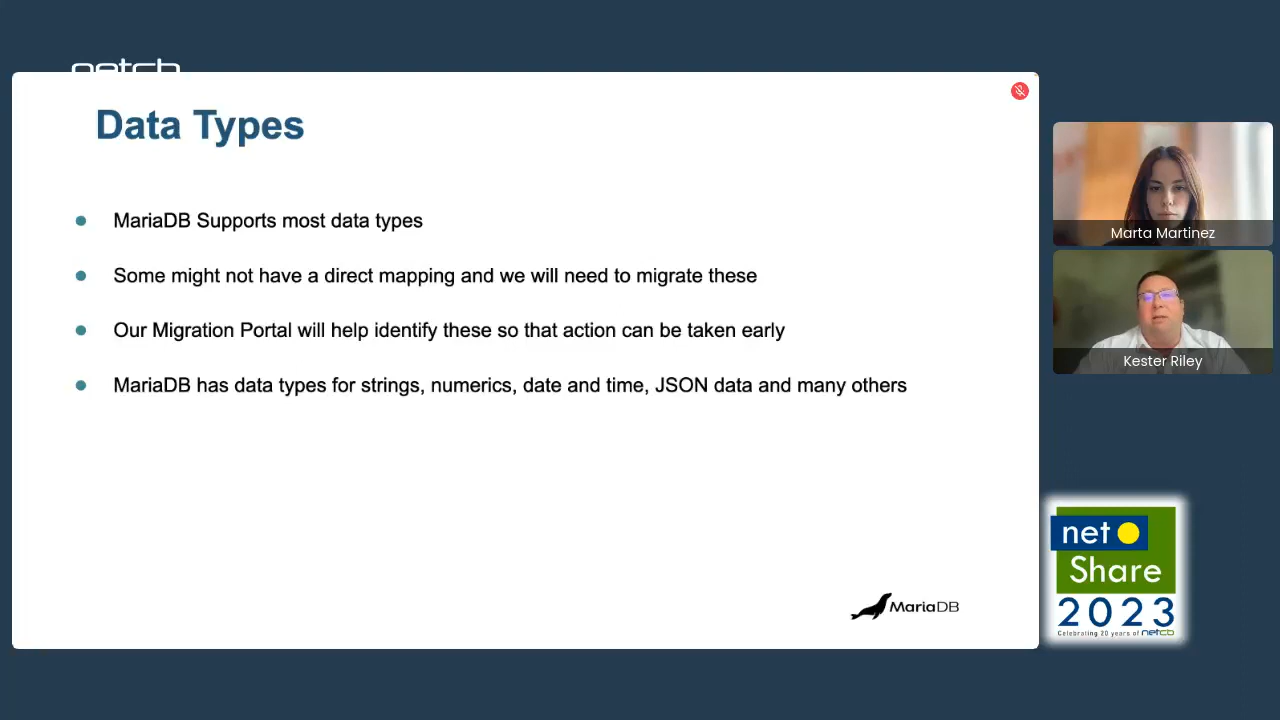 netcb
Data Types
MariaDB Supports most data types
Some might not have a direct mapping and we will need to migrate these
Our Migration Portal will help identify these so that action can be taken early
MariaDB has data types for strings, numerics, date and time, JSON data and many others
MariaDB
Marta Martinez
Kester Riley
net
Share
2023
Celebrating 20 years of netcb